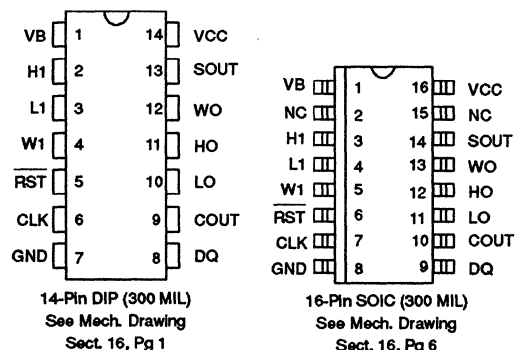 VB 1 14 VCC
H1 2 13 SOUT
L1 3 12 WO
W1 4 11 HO
RST 5 10 LO
CLK 6 9 COUT
GND 7 8 DQ
14-Pin DIP (300 MIL)
See Mech. Drawing
Sect. 16, Pg 1
VB 1 16 VCC
NC 2 15 NC
H1 3 14 SOUT
L1 4 13 WO
W1 5 12 HO
RST 6 11 LO
CLK 7 10 COUT
GND 8 9 DQ
16-Pin SOIC (300 MIL)
See Mech. Drawing
Sect. 16, Pg 6